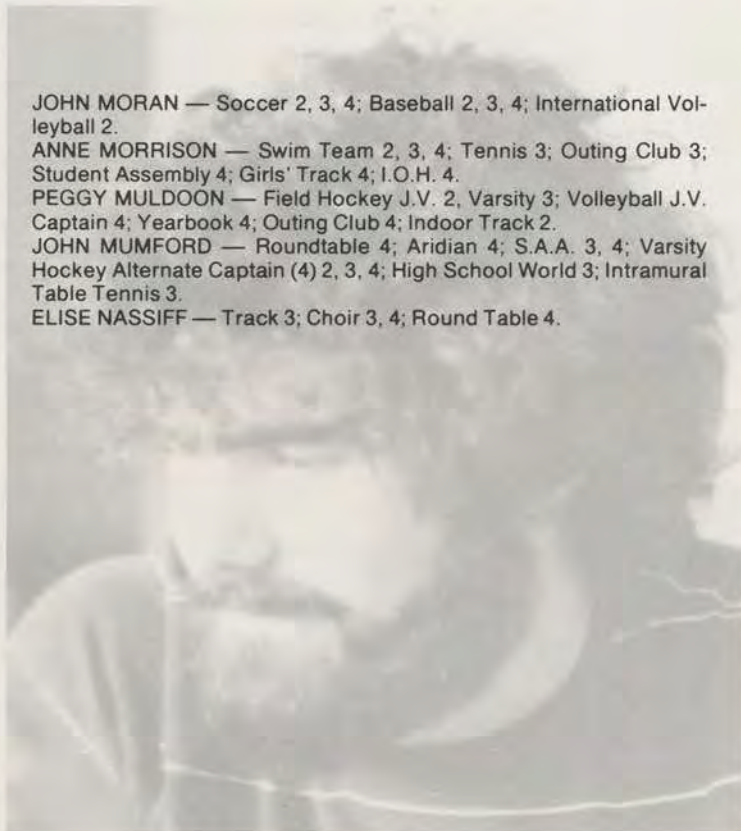 JOHN MORAN — Soccer 2, 3, 4; Baseball 2, 3, 4; International Vol-
leyball 2.
ANNE MORRISON — Swim Team 2, 3, 4; Tennis 3; Outing Club 3;
Student Assembly 4; Girls' Track 4; I.O.H. 4.
PEGGY MULDOON — Field Hockey J.V. 2, Varsity 3; Volleyball J.V.
Captain 4; Yearbook 4; Outing Club 4; Indoor Track 2.
JOHN MUMFORD — Roundtable 4; Aridian 4; S.A.A. 3, 4; Varsity
Hockey Alternate Captain (4) 2, 3, 4; High School World 3; Intramural
Table Tennis 3.
ELISE NASSIFF — Track 3; Choir 3, 4; Round Table 4.